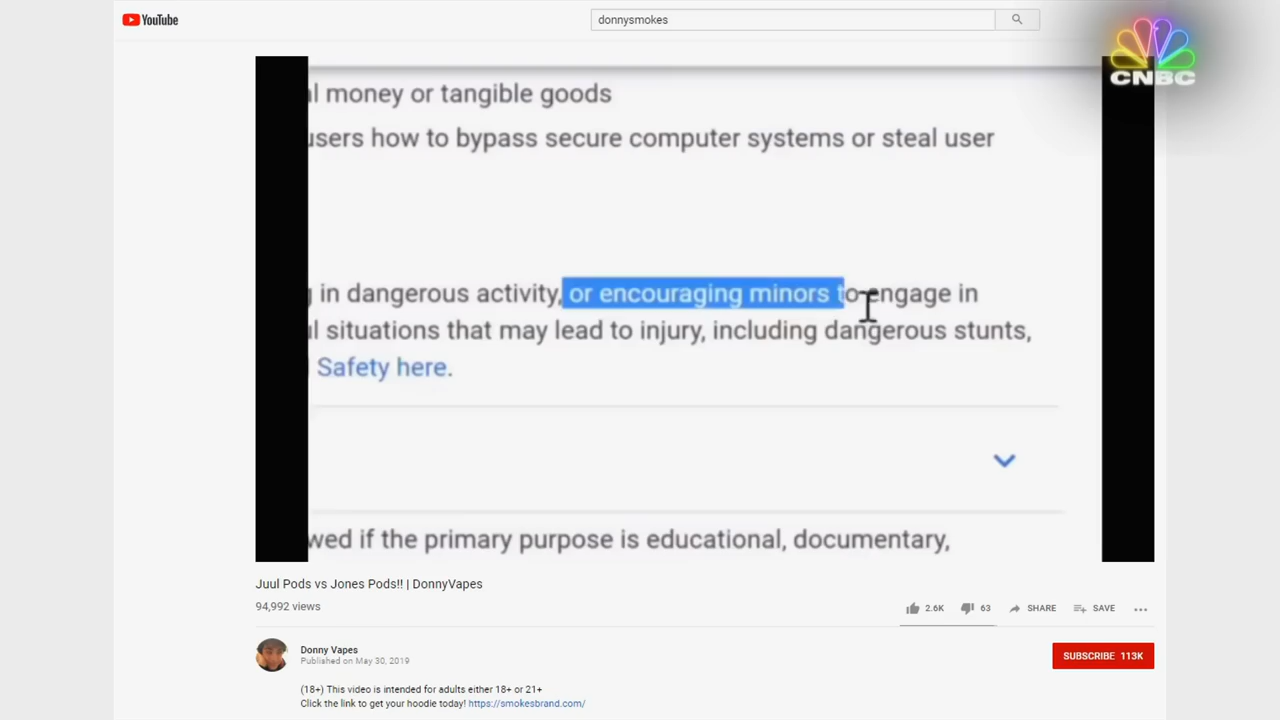 YouTube
donnysmokes
CNBC
l money or tangible goods
users how to bypass secure computer systems or steal user
g in dangerous activity, or encouraging minors to engage in
ul situations that may lead to injury, including dangerous stunts,
Safety here.
wed if the primary purpose is educational, documentary,
Juul Pods vs Jones Pods!! | DonnyVapes
94,992 views
2.6K 63 SHARE SAVE
Donny Vapes
Published on May 30, 2019
SUBSCRIBE 113K
(18+) This video is intended for adults either 18+ or 21+
Click the link to get your hoodie today! https://smokesbrand.com/